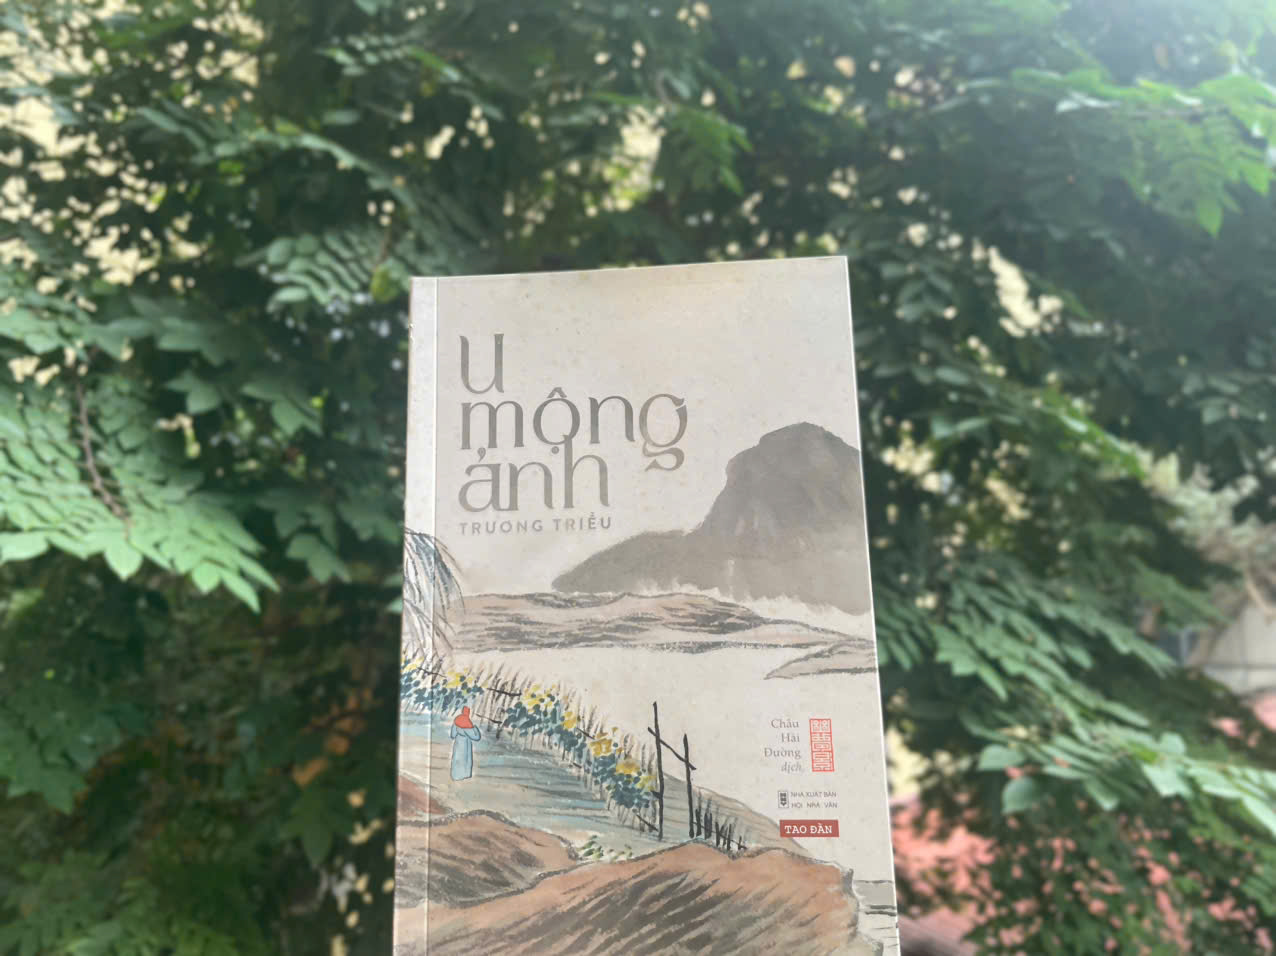 u
mộng
ảnh
TRƯƠNG TRIỀU
Châu
Hải
Đường
dịch
NHÀ XUẤT BẢN
HỘI NHÀ VĂN
TAO ĐÀN